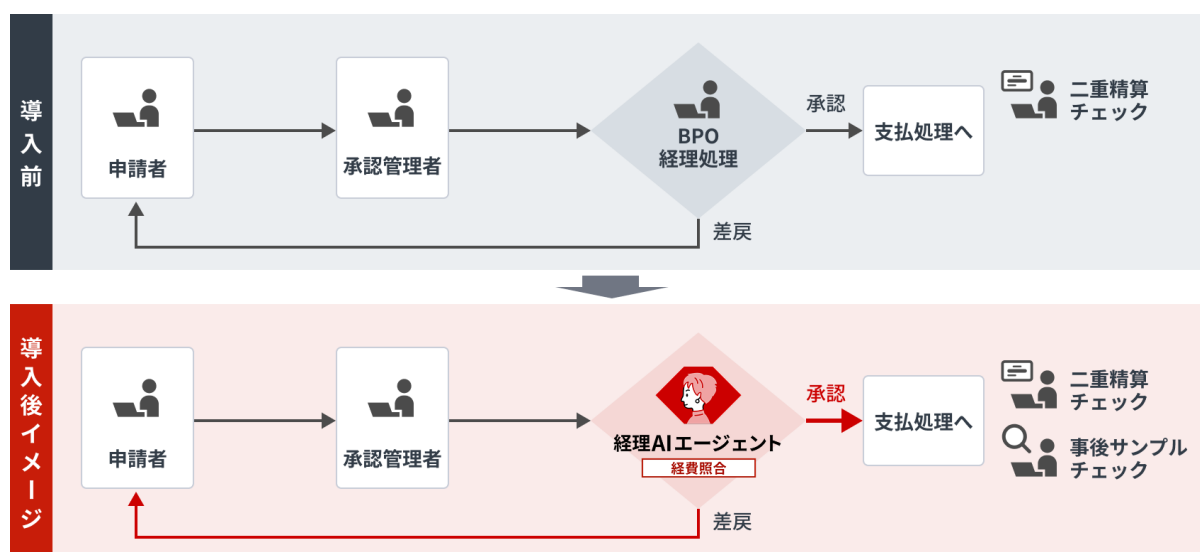 導入前
申請者
承認管理者
BPO
経理処理
承認
差戻
支払処理へ
二重精算
チェック
導入後イメージ
申請者
承認管理者
経理AIエージェント
経費照合
承認
差戻
支払処理へ
二重精算
チェック
事後サンプル
チェック